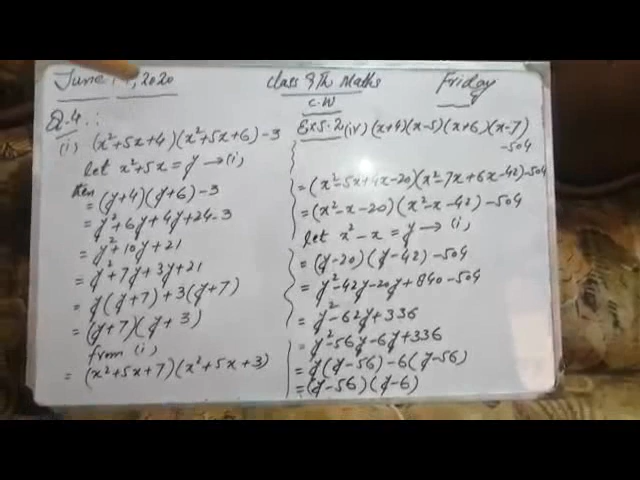 June 2020 Class 9th Maths Friday
C.W
Q.4.:
(i) (x²+5x+4)(x²+5x+6)-3
let x²+5x = y → (i)
then
= (y+4)(y+6)-3
= y²+6y+4y+24-3
= y²+10y+21
= y²+7y+3y+21
= y(y+7)+3(y+7)
= (y+7)(y+3)
from (i)
= (x²+5x+7)(x²+5x+3)
Ex5.2 (iv) (x+4)(x-5)(x+6)(x-7)
-504
= (x²-5x+4x-20)(x²-7x+6x-42)-504
= (x²-x-20)(x²-x-42)-504
let x²-x = y → (i)
= (y-20)(y-42)-504
= y²-42y-20y+840-504
= y²-62y+336
= y²-56y-6y+336
= y(y-56)-6(y-56)
= (y-56)(y-6)